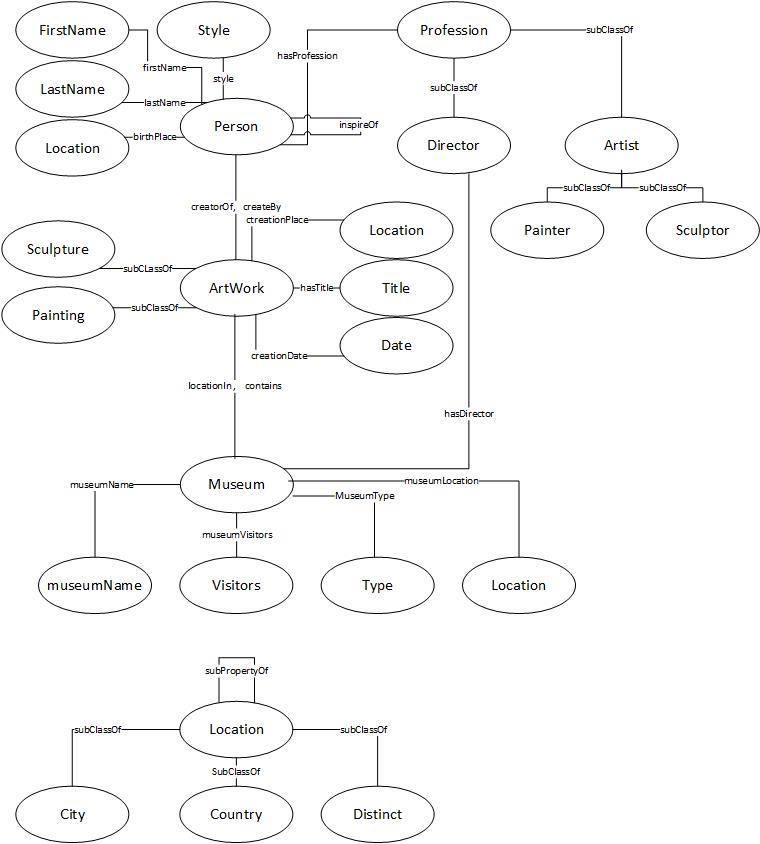 FirstName
Style
Profession
subClassOf
hasProfession
firstName
LastName
style
subClassOf
lastName
Person
inspireOf
birthPlace
Location
Director
Artist
subClassOf
subClassOf
creatorOf, createBy
ctreationPlace
Location
Painter
Sculptor
Sculpture
subCLassOf
ArtWork
hasTitle
Title
Painting
subClassOf
Date
creationDate
locationIn, contains
hasDirector
museumName
Museum
museumLocation
MuseumType
museumVisitors
museumName
Visitors
Type
Location
subPropertyOf
subClassOf
Location
subClassOf
SubClassOf
City
Country
Distinct